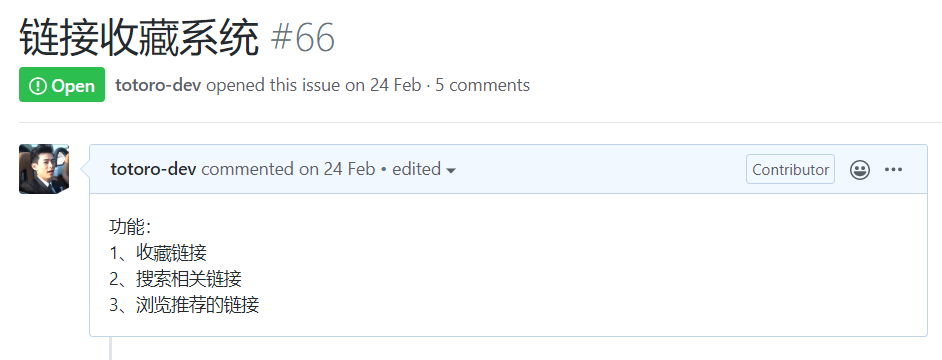 链接收藏系统 #66
Open totoro-dev opened this issue on 24 Feb · 5 comments
totoro-dev commented on 24 Feb • edited Contributor
功能：
1、收藏链接
2、搜索相关链接
3、浏览推荐的链接